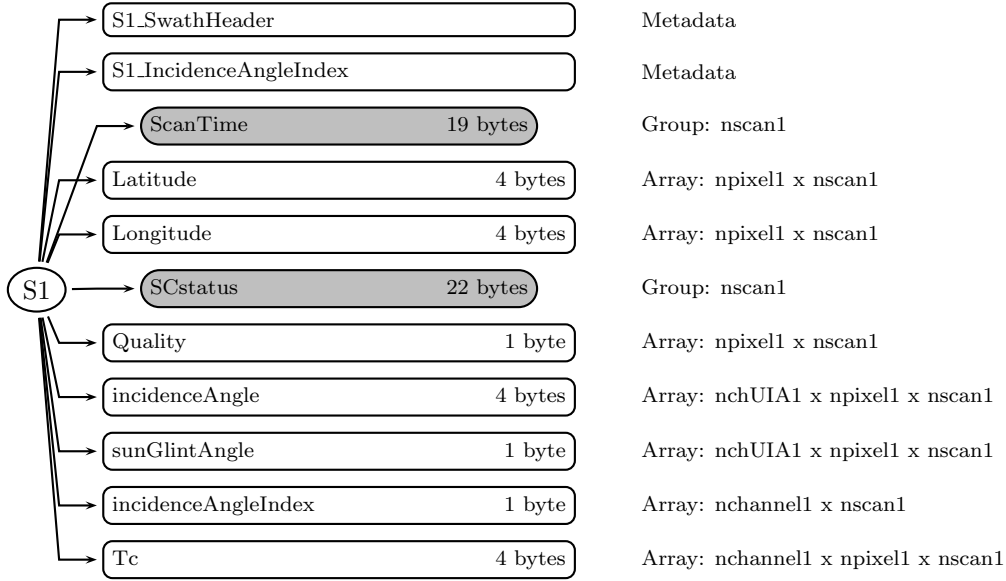 S1_SwathHeader Metadata
S1_IncidenceAngleIndex Metadata
ScanTime 19 bytes Group: nscan1
Latitude 4 bytes Array: npixel1 x nscan1
Longitude 4 bytes Array: npixel1 x nscan1
S1 SCstatus 22 bytes Group: nscan1
Quality 1 byte Array: npixel1 x nscan1
incidenceAngle 4 bytes Array: nchUIA1 x npixel1 x nscan1
sunGlintAngle 1 byte Array: nchUIA1 x npixel1 x nscan1
incidenceAngleIndex 1 byte Array: nchannel1 x nscan1
Tc 4 bytes Array: nchannel1 x npixel1 x nscan1